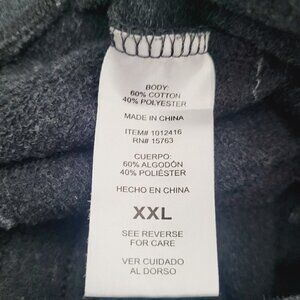 BODY:
60% COTTON
40% POLYESTER
MADE IN CHINA
ITEM# 1012416
RN# 15763
CUERPO:
60% ALGODÓN
40% POLIÉSTER
HECHO EN CHINA
XXL
SEE REVERSE
FOR CARE
VER CUIDADO
AL DORSO